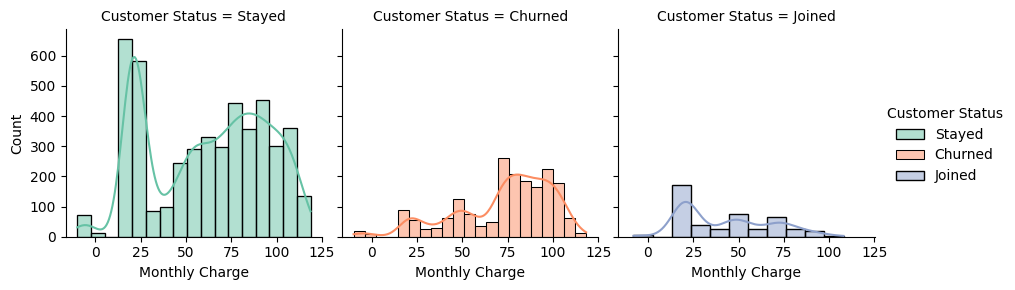 Customer Status = Stayed
Customer Status = Churned
Customer Status = Joined
600
500
400
300
200
100
0
Count
0 25 50 75 100 125
0 25 50 75 100 125
0 25 50 75 100 125
Monthly Charge
Monthly Charge
Monthly Charge
Customer Status
Stayed
Churned
Joined